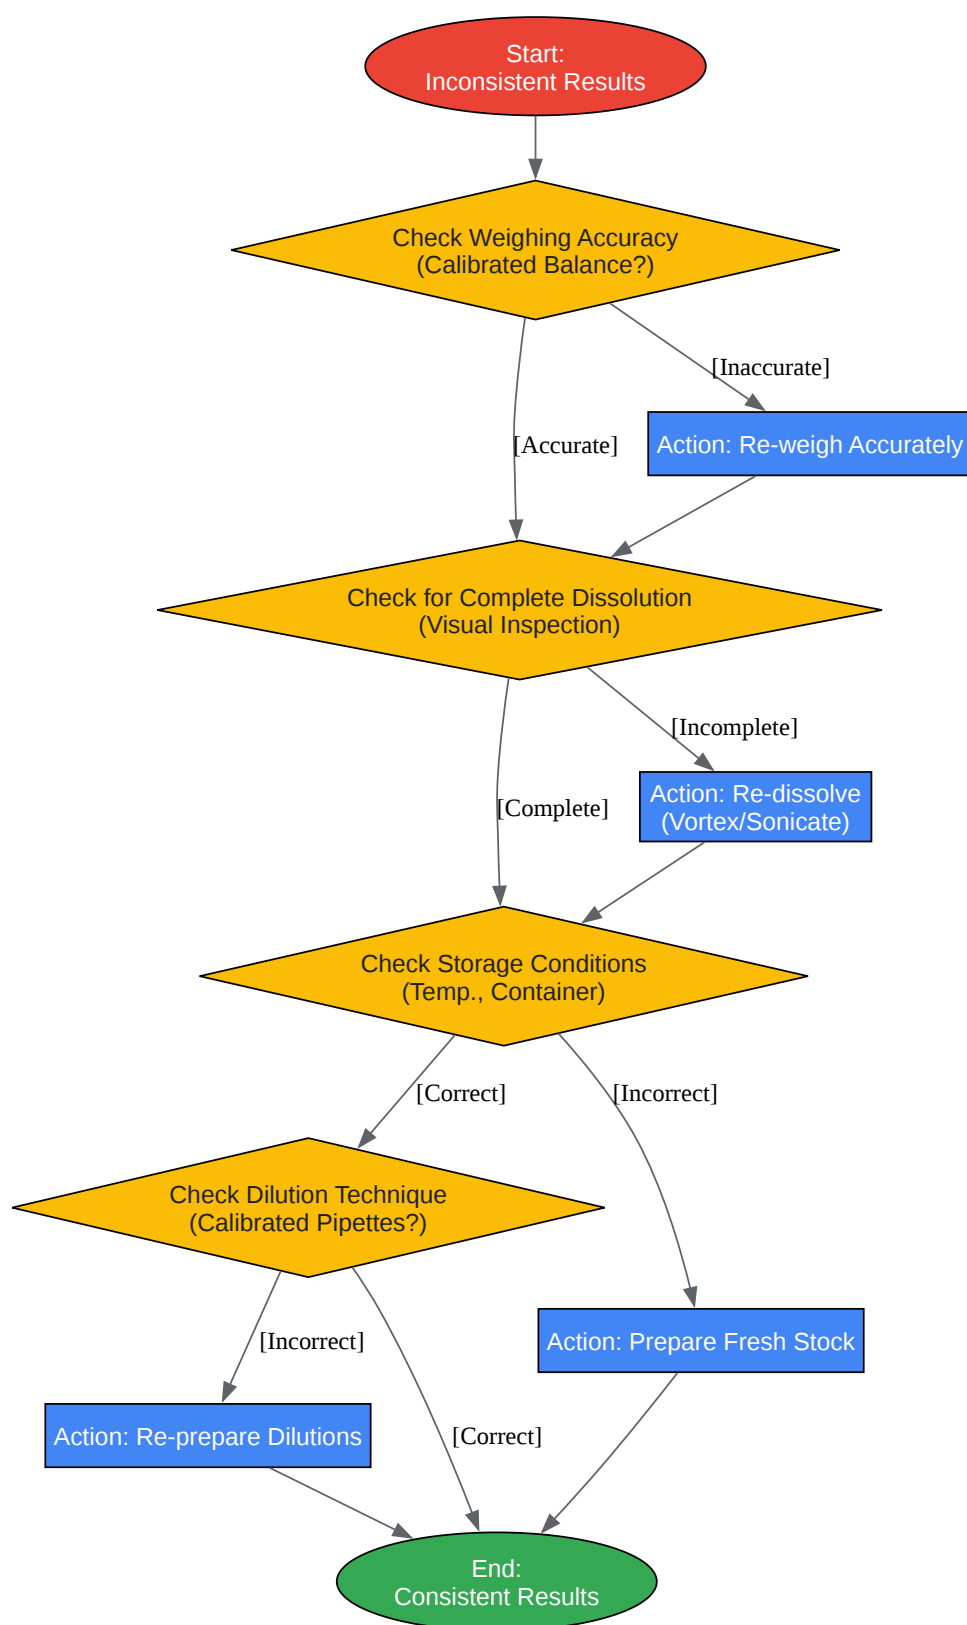 Start:
Inconsistent Results
Check Weighing Accuracy
(Calibrated Balance?)
[Inaccurate]
[Accurate]
Action: Re-weigh Accurately
Check for Complete Dissolution
(Visual Inspection)
[Incomplete]
[Complete]
Action: Re-dissolve
(Vortex/Sonicate)
Check Storage Conditions
(Temp., Container)
[Correct]
[Incorrect]
Check Dilution Technique
(Calibrated Pipettes?)
[Incorrect]
Action: Prepare Fresh Stock
Action: Re-prepare Dilutions
[Correct]
End:
Consistent Results